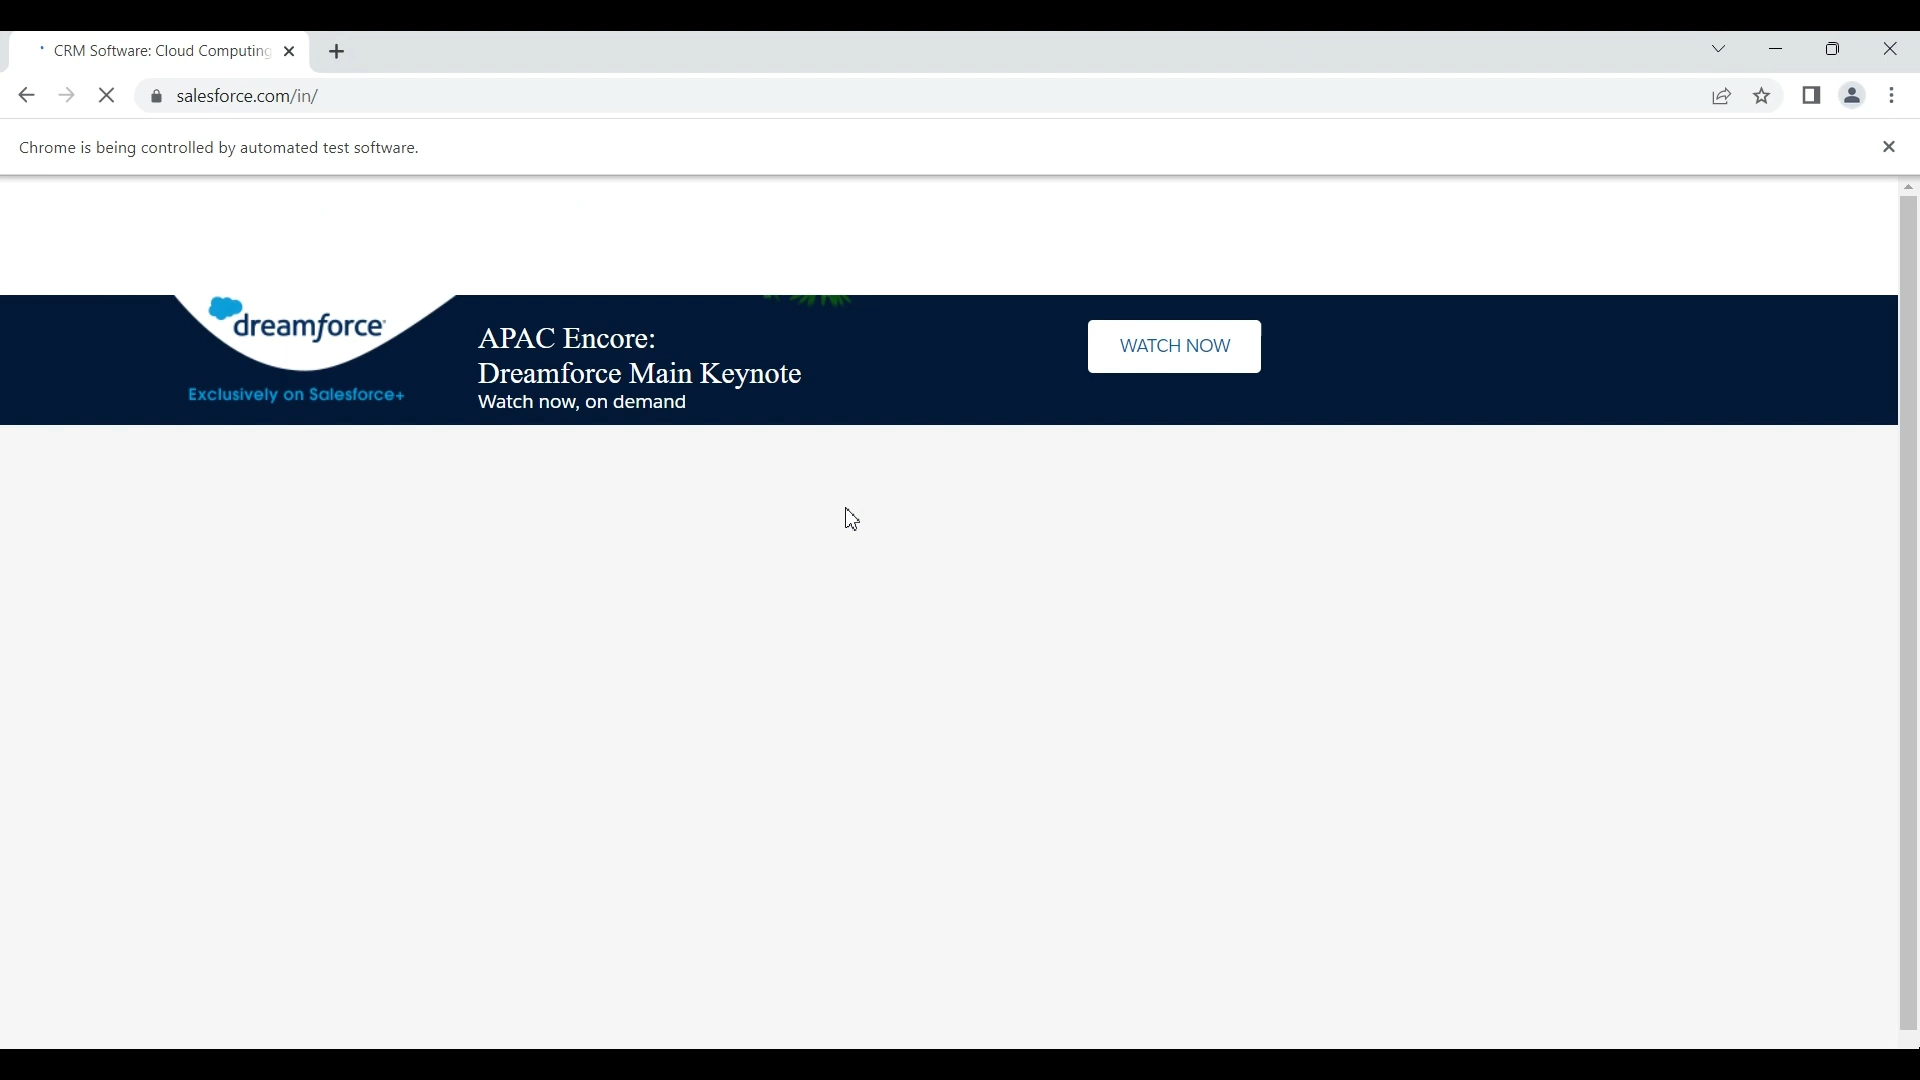 CRM Software: Cloud Computing
salesforce.com/in/
Chrome is being controlled by automated test software.
dreamforce
Exclusively on Salesforce+
APAC Encore:
Dreamforce Main Keynote
Watch now, on demand
WATCH NOW